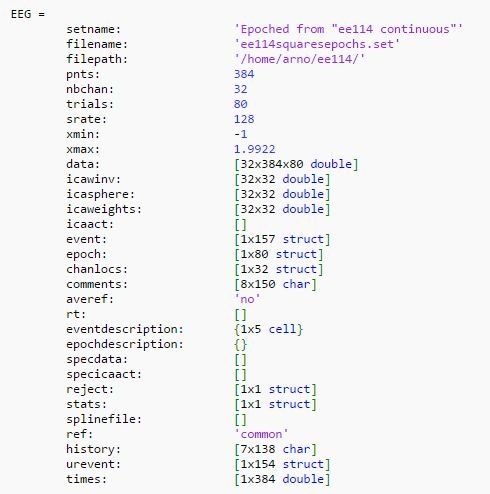 EEG =
setname: 'Epoched from "ee114 continuous"'
filename: 'ee114squaresepochs.set'
filepath: '/home/arno/ee114/'
pnts: 384
nbchan: 32
trials: 80
srate: 128
xmin: -1
xmax: 1.9922
data: [32x384x80 double]
icawinv: [32x32 double]
icasphere: [32x32 double]
icaweights: [32x32 double]
icaact: []
event: [1x157 struct]
epoch: [1x80 struct]
chanlocs: [1x32 struct]
comments: [8x150 char]
averef: 'no'
rt: []
eventdescription: {1x5 cell}
epochdescription: {}
specdata: []
specicaact: []
reject: [1x1 struct]
stats: [1x1 struct]
splinefile: []
ref: 'common'
history: [7x138 char]
urevent: [1x154 struct]
times: [1x384 double]